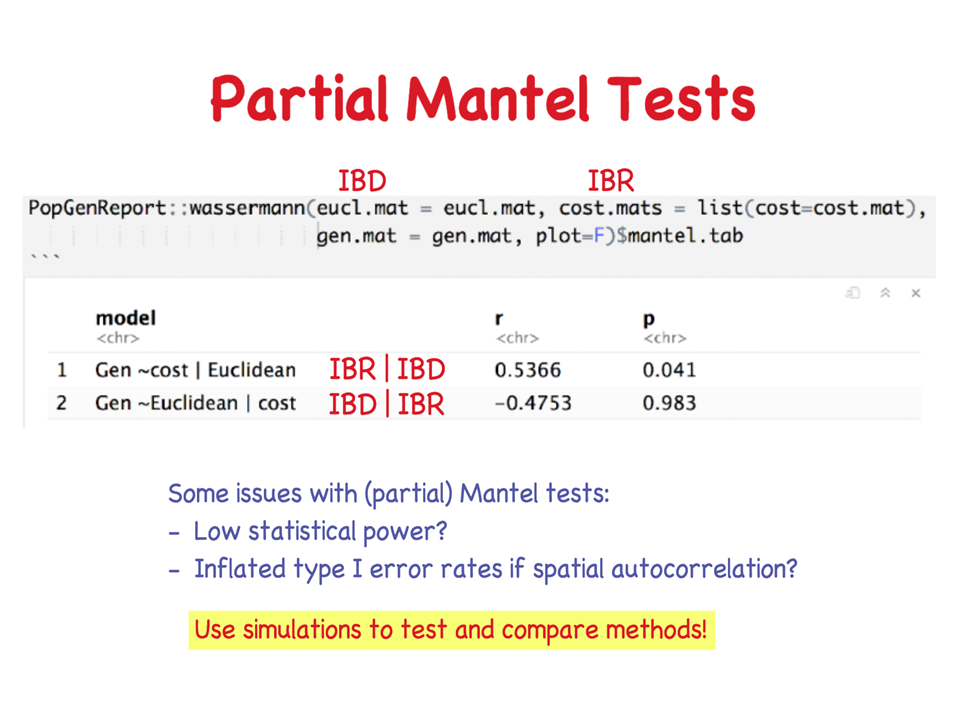 Partial Mantel Tests
IBD IBR
PopGenReport::wassermann(eucl.mat = eucl.mat, cost.mats = list(cost=cost.mat),
gen.mat = gen.mat, plot=F)$mantel.tab
```
model r p
<chr> <chr> <chr>
1 Gen ~cost | Euclidean IBR | IBD 0.5366 0.041
2 Gen ~Euclidean | cost IBD | IBR -0.4753 0.983
Some issues with (partial) Mantel tests:
- Low statistical power?
- Inflated type I error rates if spatial autocorrelation?
Use simulations to test and compare methods!